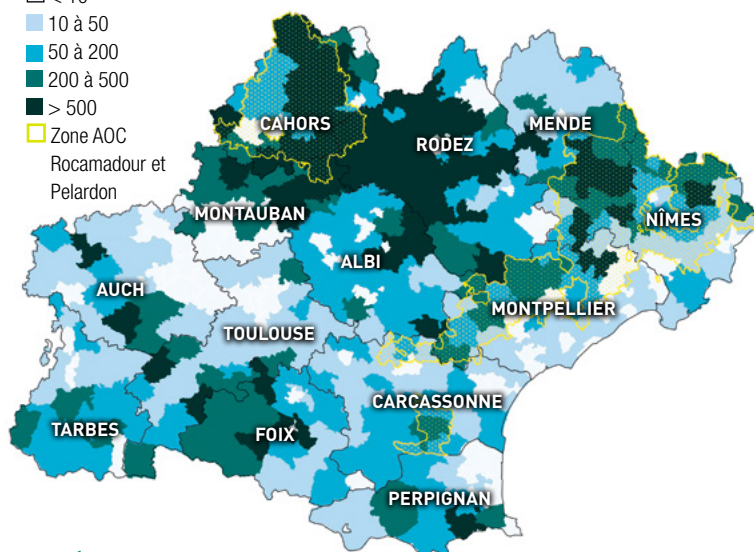 < 10
10 à 50
50 à 200
200 à 500
> 500
Zone AOC
Rocamadour et
Pelardon
CAHORS
RODEZ
MENDE
MONTAUBAN
NÎMES
ALBI
AUCH
MONTPELLIER
TOULOUSE
CARCASSONNE
TARBES
FOIX
PERPIGNAN